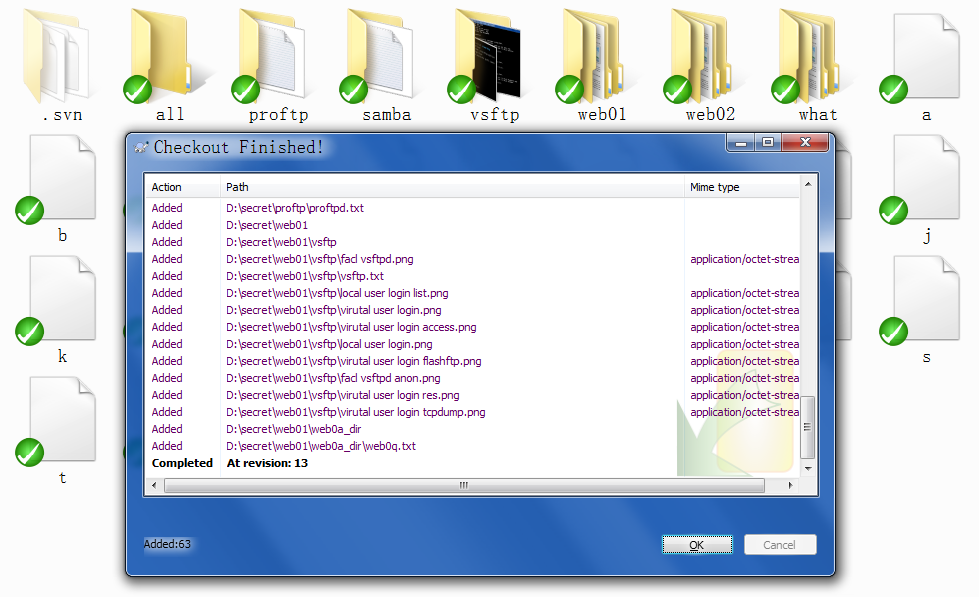 .svn all proftp samba vsftp web01 web02 what a
Checkout Finished!
b j
Action Path Mime type
Added D:\secret\proftp\proftpd.txt
Added D:\secret\web01
Added D:\secret\web01\vsftp
Added D:\secret\web01\vsftp\facl vsftpd.png application/octet-strea
Added D:\secret\web01\vsftp\vsftp.txt
Added D:\secret\web01\vsftp\local user login list.png application/octet-strea
Added D:\secret\web01\vsftp\virutal user login.png application/octet-strea
Added D:\secret\web01\vsftp\virutal user login access.png application/octet-strea
Added D:\secret\web01\vsftp\local user login.png application/octet-strea
k s
Added D:\secret\web01\vsftp\virutal user login flashftp.png application/octet-strea
Added D:\secret\web01\vsftp\facl vsftpd anon.png application/octet-strea
Added D:\secret\web01\vsftp\virutal user login res.png application/octet-strea
Added D:\secret\web01\vsftp\virutal user login tcpdump.png application/octet-strea
Added D:\secret\web01\web0a_dir
Added D:\secret\web01\web0a_dir\web0q.txt
Completed At revision: 13
t
Added:63 OK Cancel